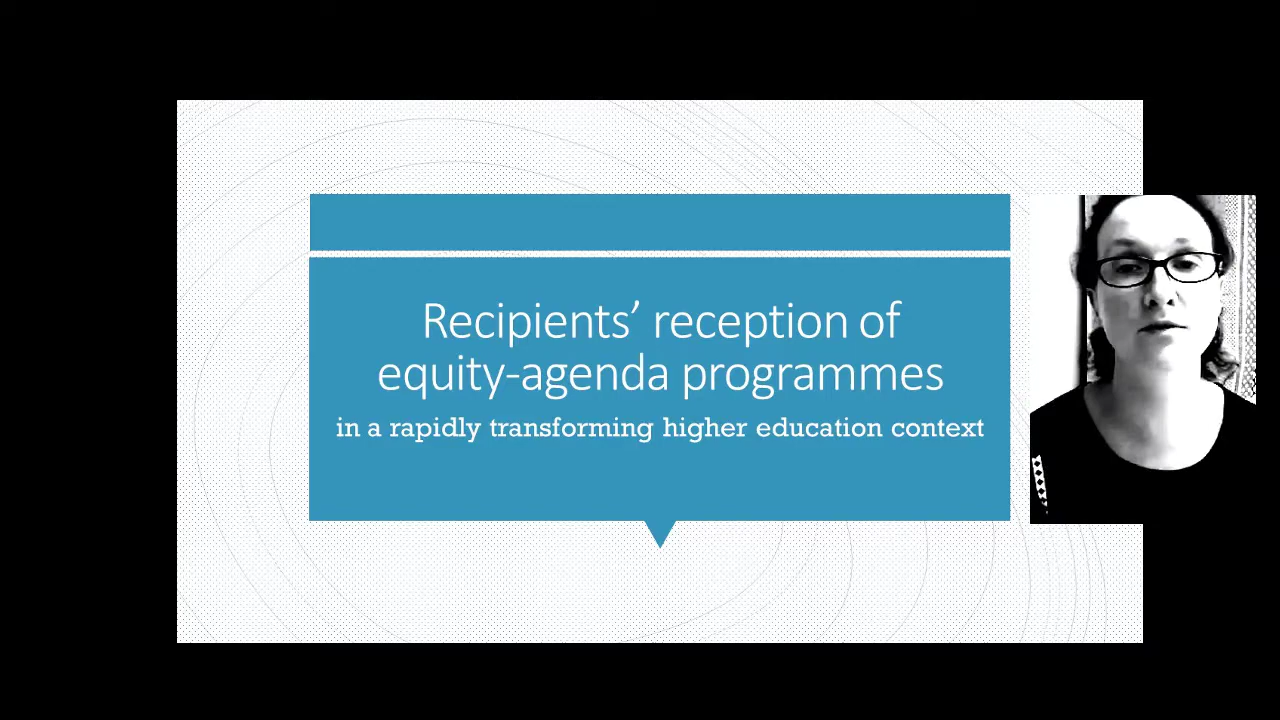 Recipients’ reception of
equity-agenda programmes
in a rapidly transforming higher education context